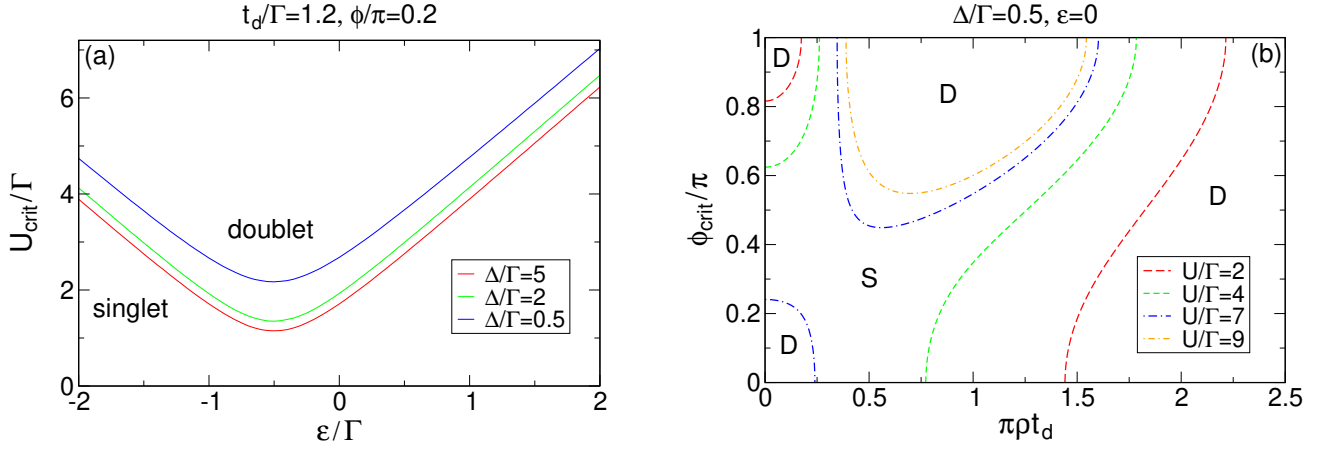 t_d/Γ=1.2, ϕ/π=0.2
(a)
U_crit/Γ
6
4
2
0
doublet
singlet
Δ/Γ=5
Δ/Γ=2
Δ/Γ=0.5
-2 -1 0 1 2
ε/Γ
Δ/Γ=0.5, ε=0
(b)
ϕ_crit/π
1
0.8
0.6
0.4
0.2
0
D
D
D
S
D
U/Γ=2
U/Γ=4
U/Γ=7
U/Γ=9
0 0.5 1 1.5 2 2.5
πρt_d